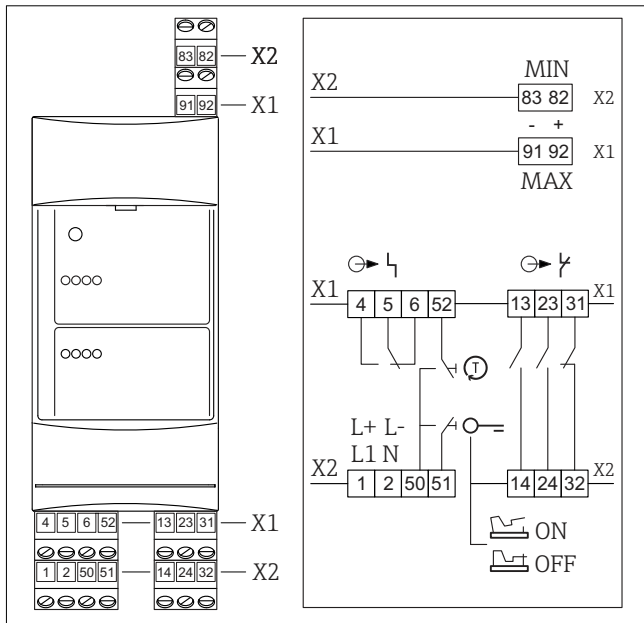 83 82 X2
91 92 X1
4 5 6 52 13 23 31 X1
1 2 50 51 14 24 32 X2
MIN
X2 83 82 X2
- +
X1 91 92 X1
MAX
X1 4 5 6 52 13 23 31 X1
T
L+ L-
L1 N
X2 1 2 50 51 14 24 32 X2
ON
OFF